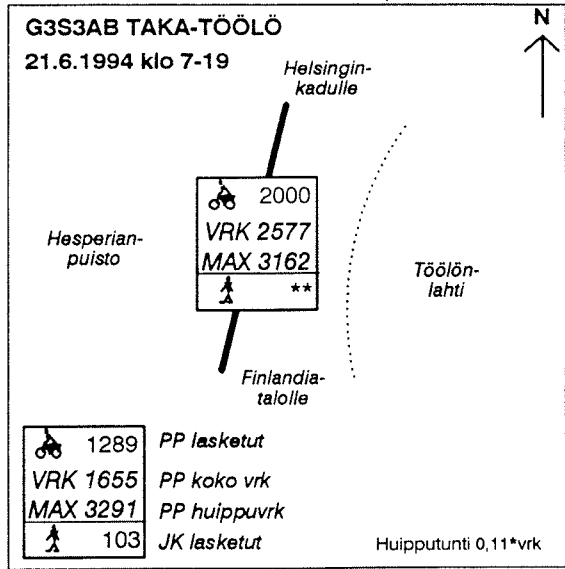 G3S3AB TAKA-TÖÖLÖ
21.6.1994 klo 7-19
N
Helsingin-
kadulle
2000
VRK 2577
MAX 3162
**
Hesperian-
puisto
Töölön-
lahti
Finlandia-
talolle
1289 PP lasketut
VRK 1655 PP koko vrk
MAX 3291 PP huippuvrk
103 JK lasketut
Huipputunti 0,11*vrk